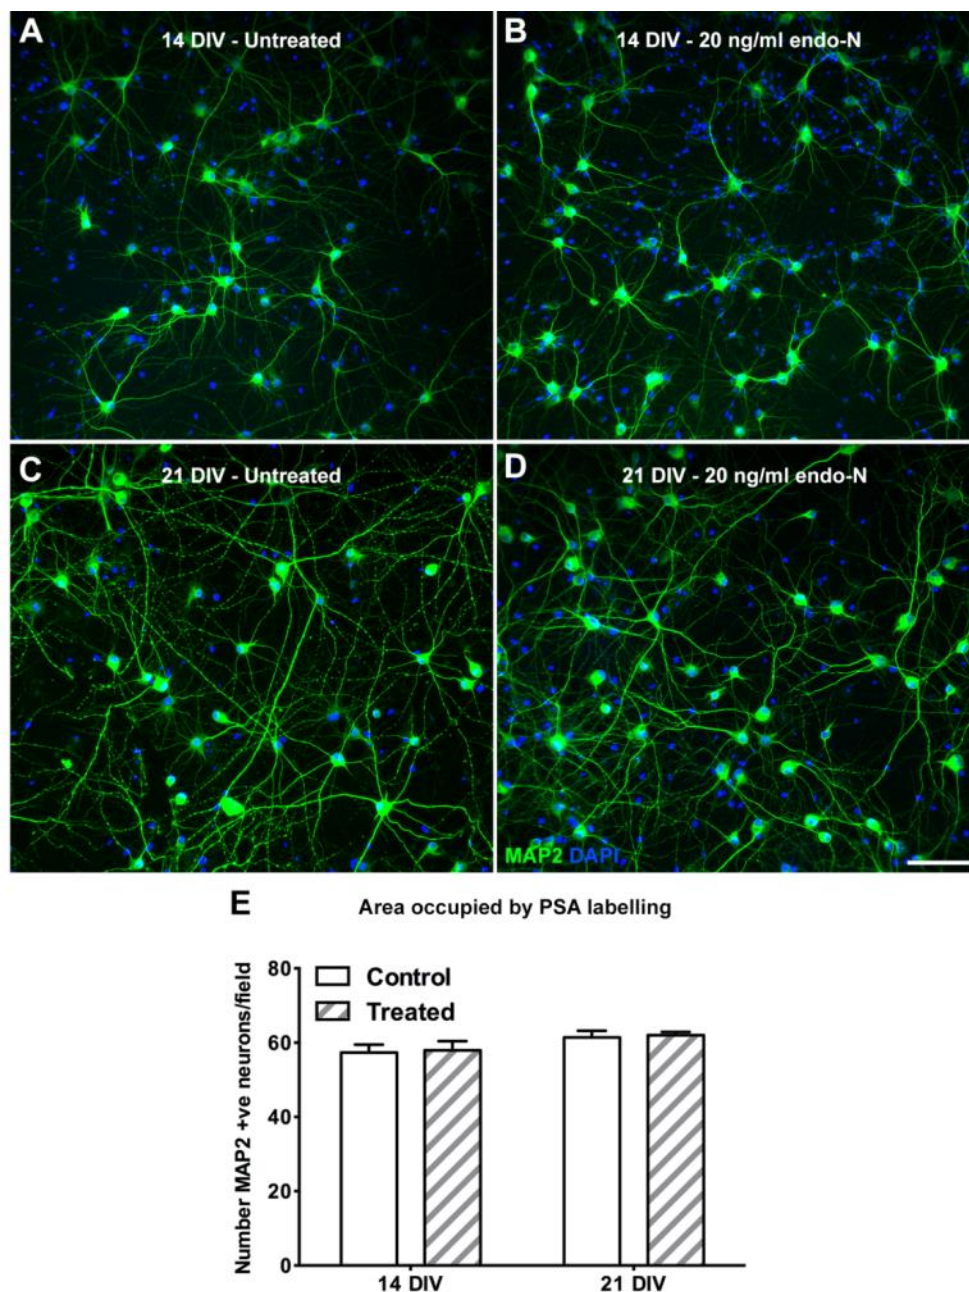 A
14 DIV - Untreated
B
14 DIV - 20 ng/ml endo-N
C
21 DIV - Untreated
D
21 DIV - 20 ng/ml endo-N
MAP2 DAPI
E
Area occupied by PSA labelling
Number MAP2 +ve neurons/field
80
60
40
20
0
Control
Treated
14 DIV
21 DIV